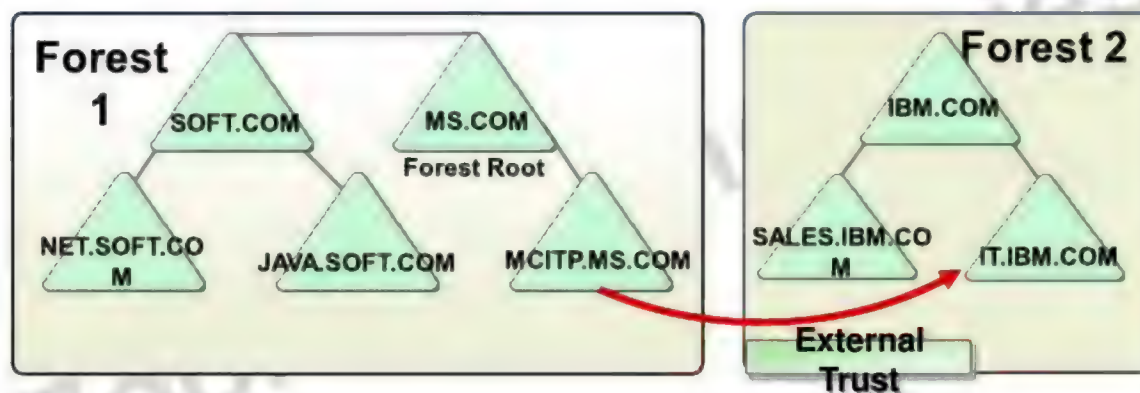 Forest
1
SOFT.COM
MS.COM
Forest Root
NET.SOFT.CO
M
JAVA.SOFT.COM
MCITP.MS.COM
Forest 2
IBM.COM
SALES.IBM.CO
M
IT.IBM.COM
External
Trust